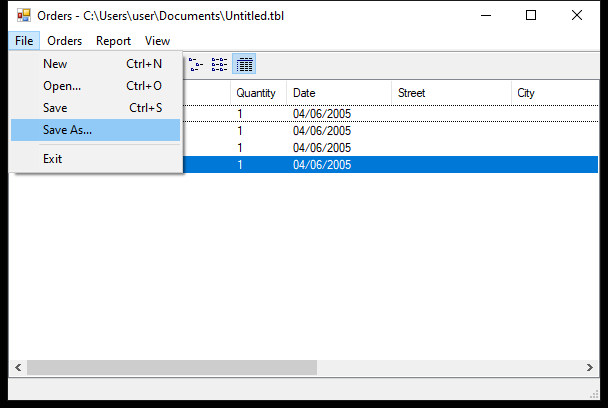 Orders - C:\Users\user\Documents\Untitled.tbl
File Orders Report View
New Ctrl+N
Open... Ctrl+O
Save Ctrl+S
Save As...
Exit
Quantity Date Street City
1 04/06/2005
1 04/06/2005
1 04/06/2005
1 04/06/2005